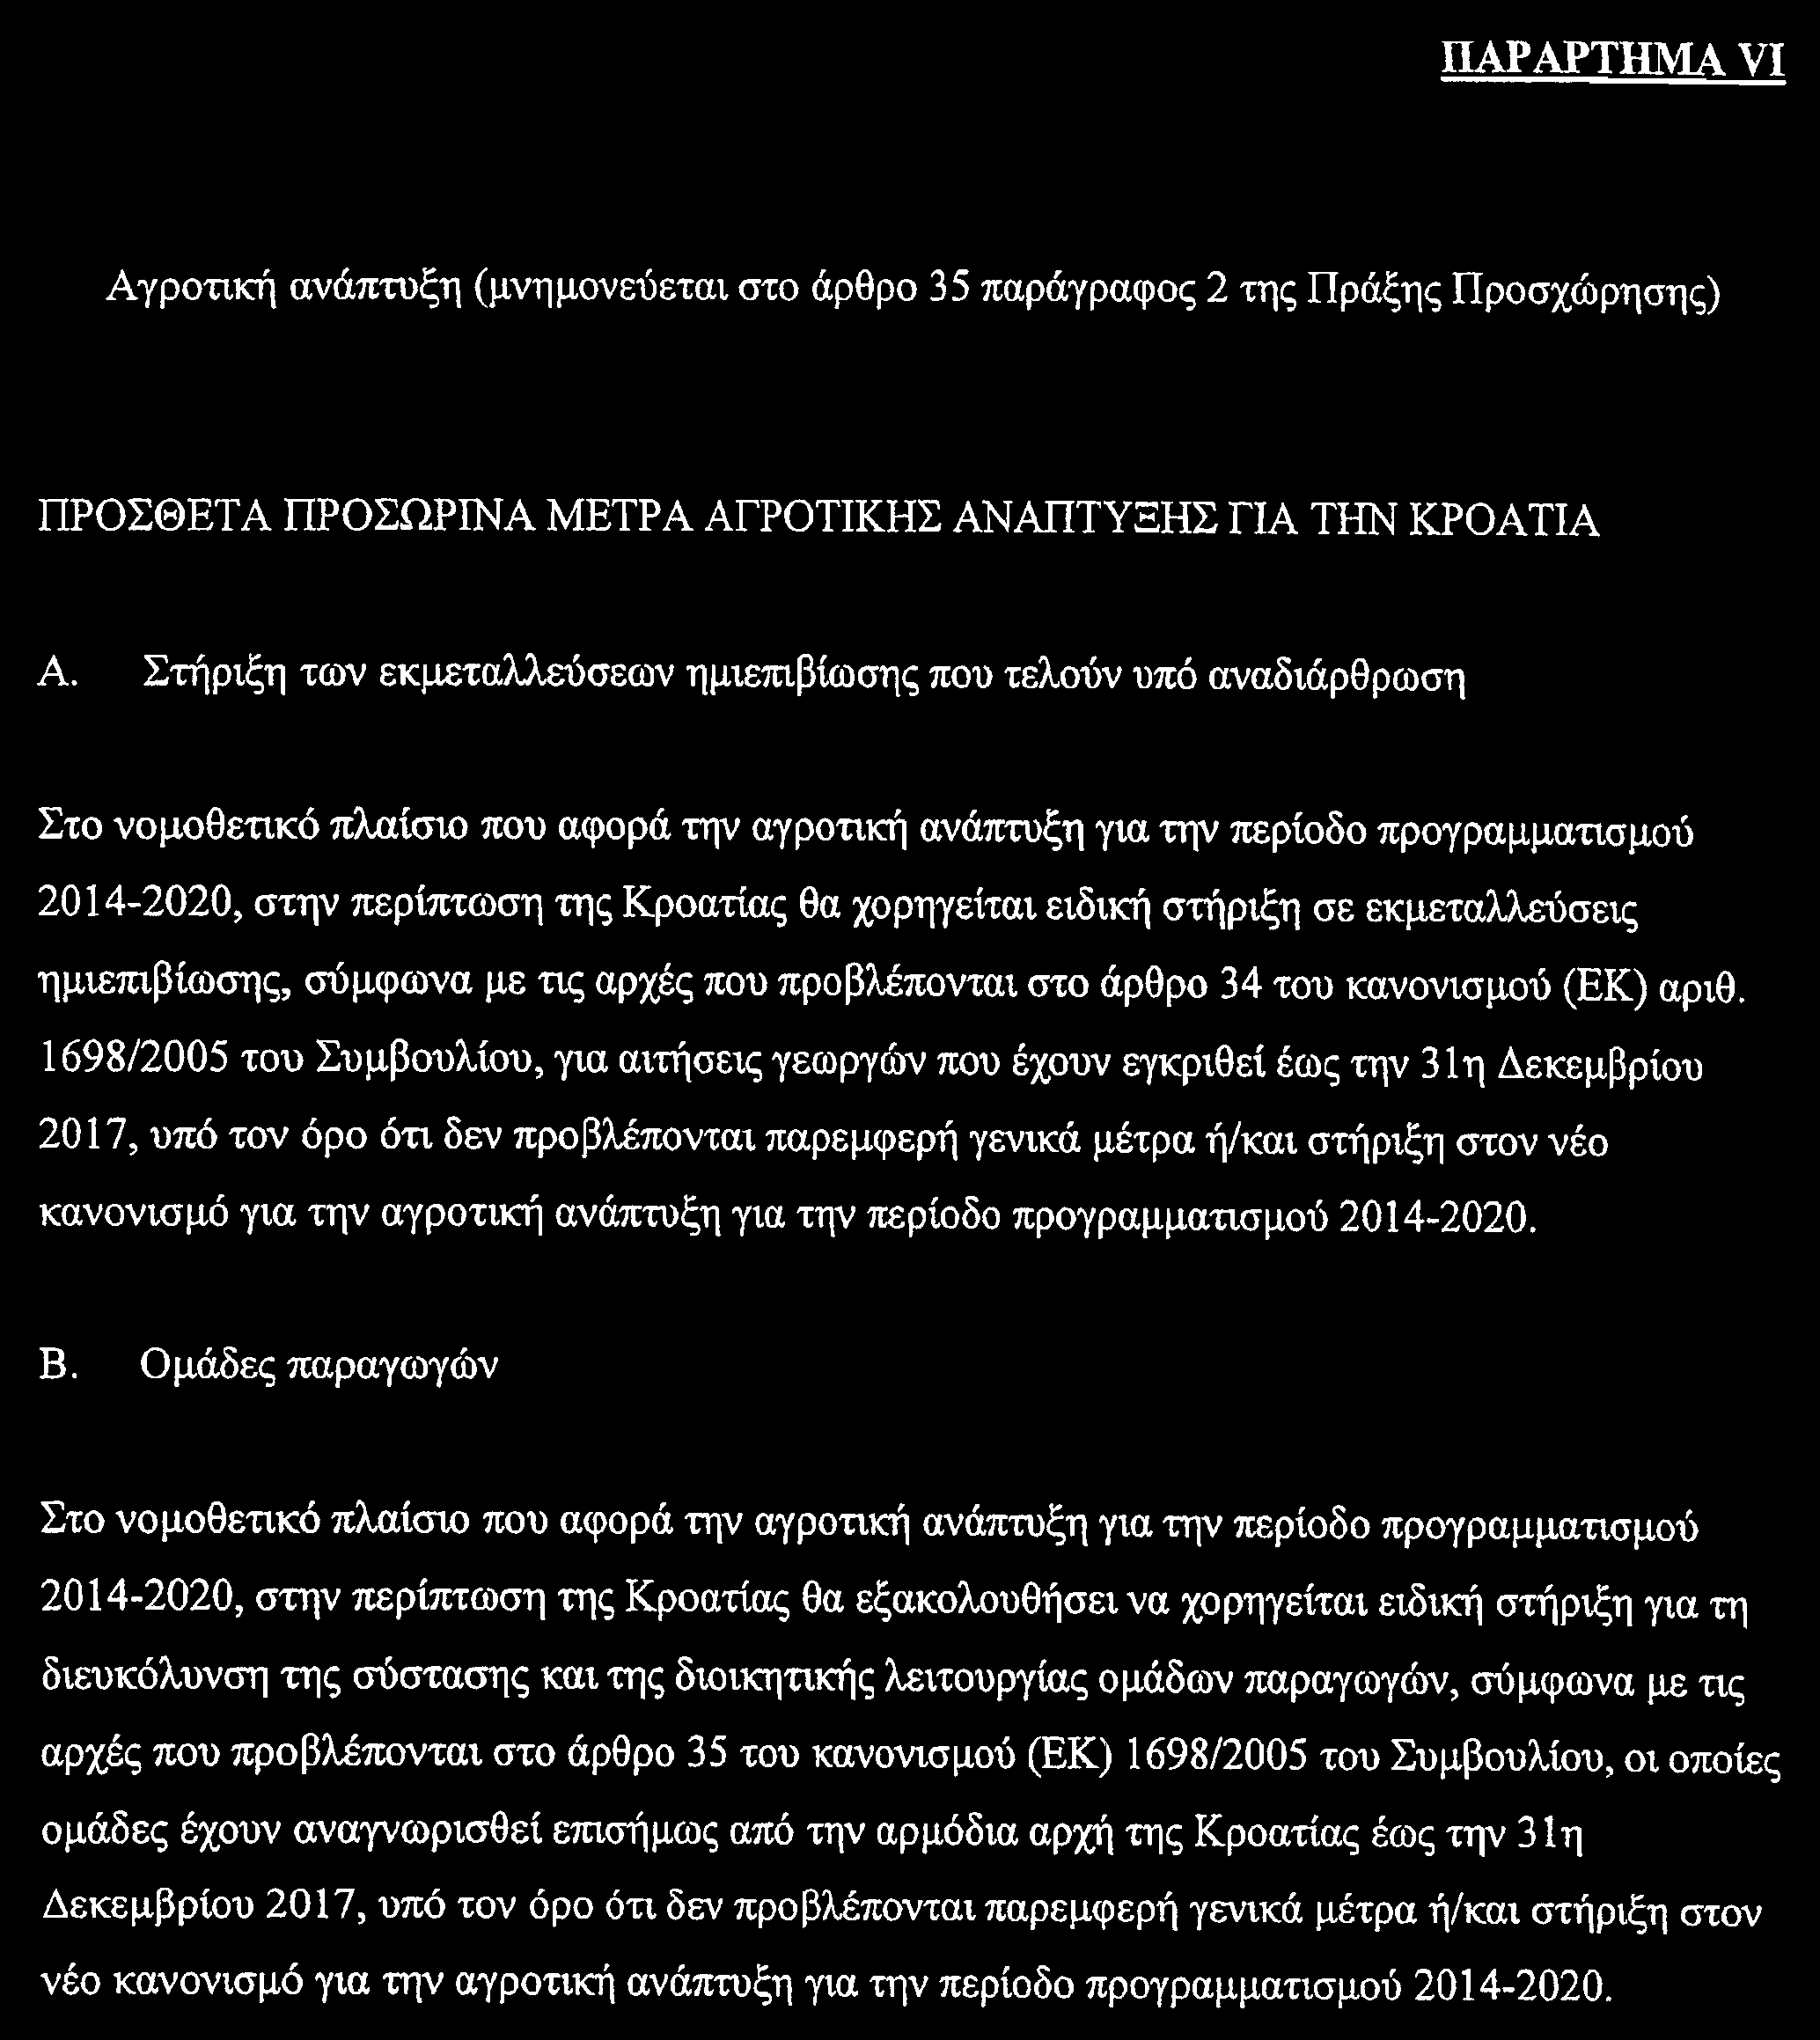 ΠΑΡΑΡΤΗΜΑ VI
Αγροτική ανάπτυξη (μνημονεύεται στο άρθρο 35 παράγραφος 2 της Πράξης Προσχώρησης)
ΠΡΟΣΘΕΤΑ ΠΡΟΣΩΡΙΝΑ ΜΕΤΡΑ ΑΓΡΟΤΙΚΗΣ ΑΝΑΠΤΥΞΗΣ ΓΙΑ ΤΗΝ ΚΡΟΑΤΙΑ
Α. Στήριξη των εκμεταλλεύσεων ημιεπιβίωσης που τελούν υπό αναδιάρθρωση
Στο νομοθετικό πλαίσιο που αφορά την αγροτική ανάπτυξη για την περίοδο προγραμματισμού
2014-2020, στην περίπτωση της Κροατίας θα χορηγείται ειδική στήριξη σε εκμεταλλεύσεις
ημιεπιβίωσης, σύμφωνα με τις αρχές που προβλέπονται στο άρθρο 34 του κανονισμού (ΕΚ) αριθ.
1698/2005 του Συμβουλίου, για αιτήσεις γεωργών που έχουν εγκριθεί έως την 31η Δεκεμβρίου
2017, υπό τον όρο ότι δεν προβλέπονται παρεμφερή γενικά μέτρα ή/και στήριξη στον νέο
κανονισμό για την αγροτική ανάπτυξη για την περίοδο προγραμματισμού 2014-2020.
Β. Ομάδες παραγωγών
Στο νομοθετικό πλαίσιο που αφορά την αγροτική ανάπτυξη για την περίοδο προγραμματισμού
2014-2020, στην περίπτωση της Κροατίας θα εξακολουθήσει να χορηγείται ειδική στήριξη για τη
διευκόλυνση της σύστασης και της διοικητικής λειτουργίας ομάδων παραγωγών, σύμφωνα με τις
αρχές που προβλέπονται στο άρθρο 35 του κανονισμού (ΕΚ) 1698/2005 του Συμβουλίου, οι οποίες
ομάδες έχουν αναγνωρισθεί επισήμως από την αρμόδια αρχή της Κροατίας έως την 31η
Δεκεμβρίου 2017, υπό τον όρο ότι δεν προβλέπονται παρεμφερή γενικά μέτρα ή/και στήριξη στον
νέο κανονισμό για την αγροτική ανάπτυξη για την περίοδο προγραμματισμού 2014-2020.